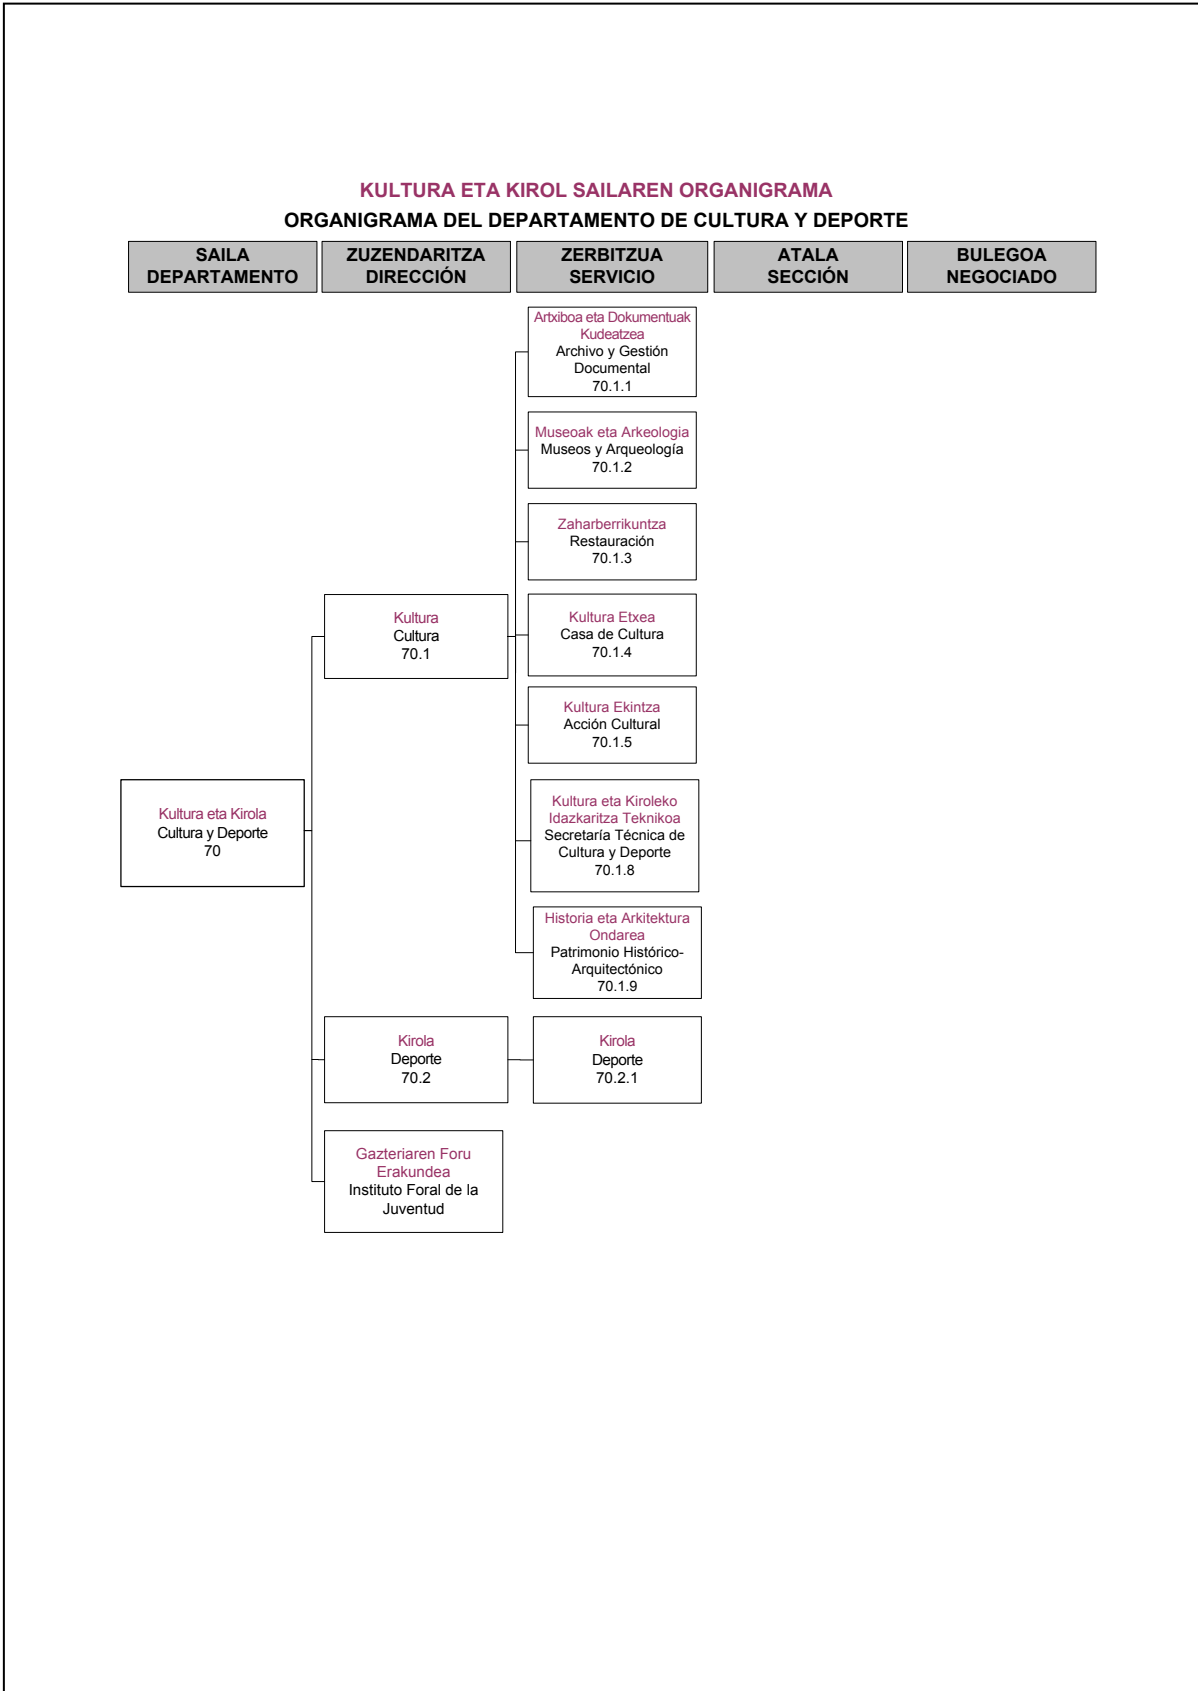 KULTURA ETA KIROL SAILAREN ORGANIGRAMA
ORGANIGRAMA DEL DEPARTAMENTO DE CULTURA Y DEPORTE
SAILA
DEPARTAMENTO
ZUZENDARITZA
DIRECCIÓN
ZERBITZUA
SERVICIO
ATALA
SECCIÓN
BULEGOA
NEGOCIADO
Artxiboa eta Dokumentuak
Kudeatzea
Archivo y Gestión
Documental
70.1.1
Museoak eta Arkeologia
Museos y Arqueología
70.1.2
Zaharberrikuntza
Restauración
70.1.3
Kultura
Cultura
70.1
Kultura Etxea
Casa de Cultura
70.1.4
Kultura Ekintza
Acción Cultural
70.1.5
Kultura eta Kirola
Cultura y Deporte
70
Kultura eta Kiroleko
Idazkaritza Teknikoa
Secretaría Técnica de
Cultura y Deporte
70.1.8
Historia eta Arkitektura
Ondarea
Patrimonio Histórico-
Arquitectónico
70.1.9
Kirola
Deporte
70.2
Kirola
Deporte
70.2.1
Gazteriaren Foru
Erakundea
Instituto Foral de la
Juventud